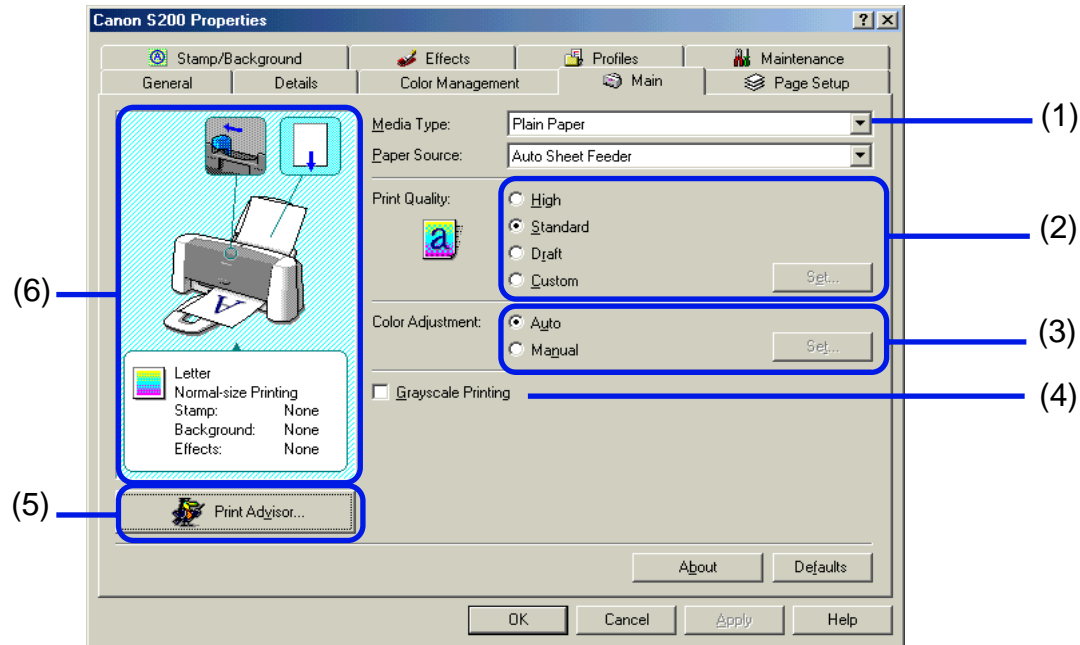 Canon S200 Properties
Stamp/Background Effects Profiles Maintenance
General Details Color Management Main Page Setup
Media Type: Plain Paper (1)
Paper Source: Auto Sheet Feeder
Print Quality: High
a Standard (2)
Draft
Custom Set...
(6)
A
Color Adjustment: Auto (3)
Manual Set...
Letter
Normal-size Printing
Stamp: None
Background: None
Effects: None
Grayscale Printing (4)
(5) Print Advisor...
About Defaults
OK Cancel Apply Help